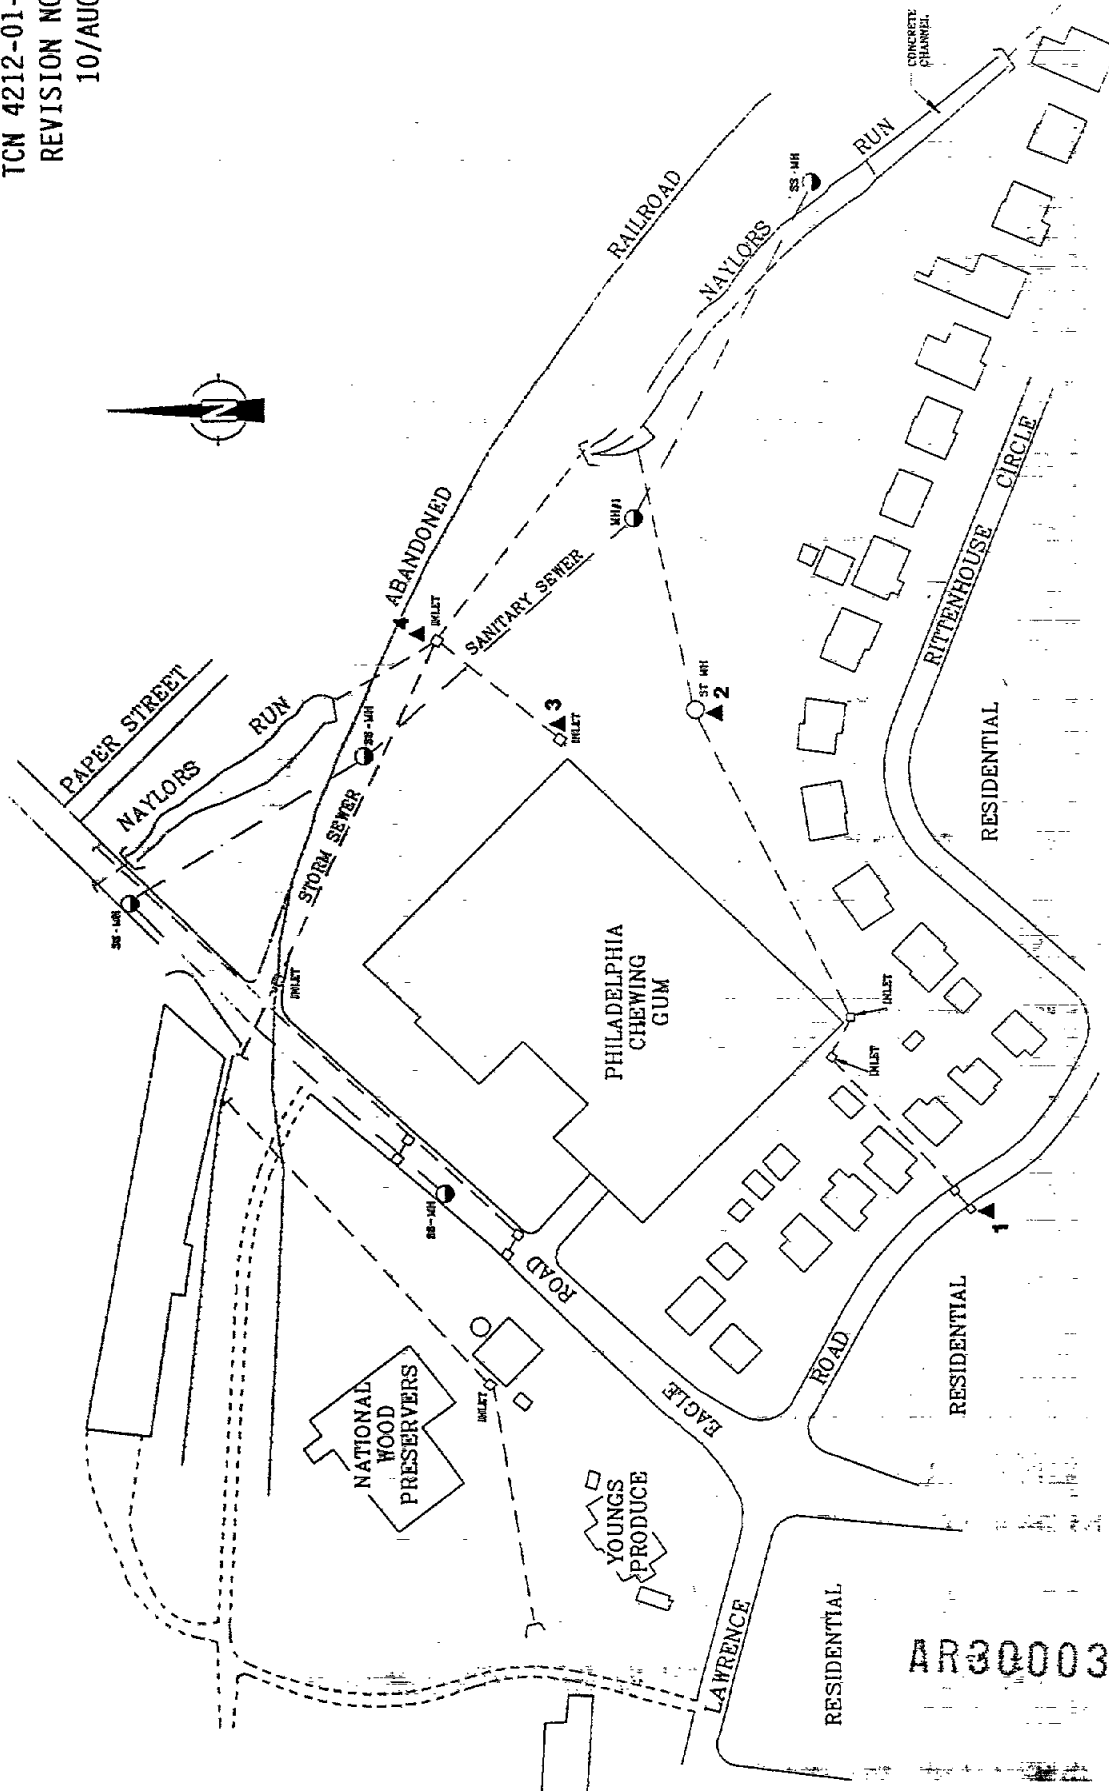 TCN 4212-01-
REVISION NO
10/AUG
N
CONCRETE
CHANNEL
RUN
NAYLORS
SS-MH
RAILROAD
ABANDONED
PAPER STREET
NAYLORS
RUN
SS-MH
SS-MH
STORM SEWER
SANITARY SEWER
MH#1
4
INLET
3
INLET
ST MH
2
INLET
PHILADELPHIA
CHEWING
GUM
INLET
INLET
RITTENHOUSE
CIRCLE
RESIDENTIAL
1
SS-MH
NATIONAL
WOOD
PRESERVERS
INLET
EAGLE
ROAD
YOUNGS
PRODUCE
LAWRENCE
ROAD
RESIDENTIAL
RESIDENTIAL
AR30003